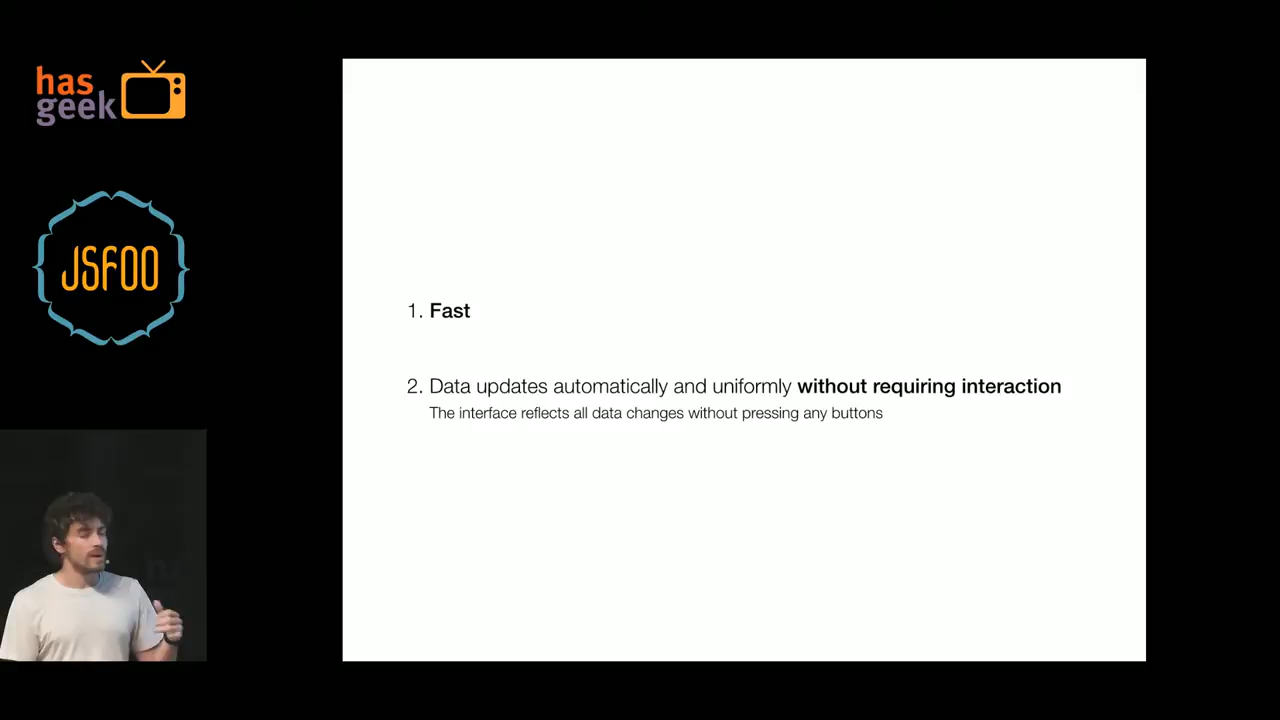 has
geek
JSFOO
1. Fast
2. Data updates automatically and uniformly without requiring interaction
The interface reflects all data changes without pressing any buttons